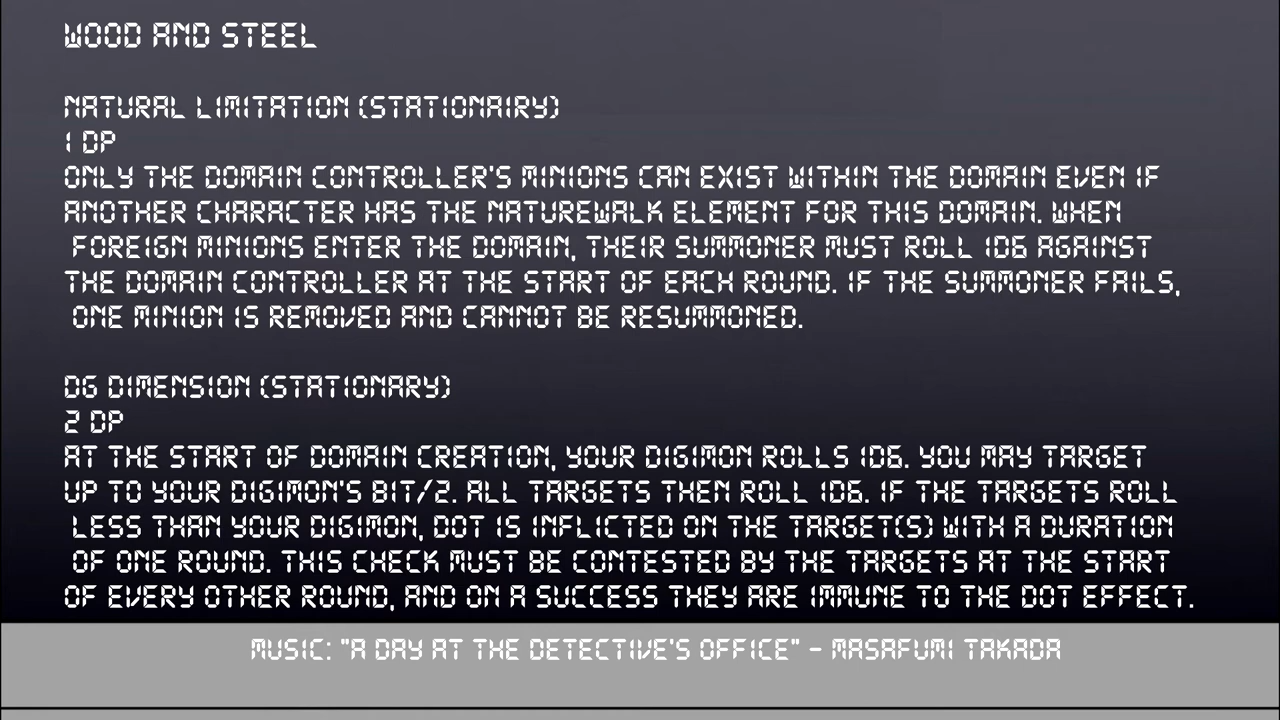 WOOD AND STEEL
NATURAL LIMITATION (STATIONAIRY)
1 DP
ONLY THE DOMAIN CONTROLLER'S MINIONS CAN EXIST WITHIN THE DOMAIN EVEN IF
ANOTHER CHARACTER HAS THE NATUREWALK ELEMENT FOR THIS DOMAIN. WHEN
FOREIGN MINIONS ENTER THE DOMAIN, THEIR SUMMONER MUST ROLL 1D6 AGAINST
THE DOMAIN CONTROLLER AT THE START OF EACH ROUND. IF THE SUMMONER FAILS,
ONE MINION IS REMOVED AND CANNOT BE RESUMMONED.
DG DIMENSION (STATIONARY)
2 DP
AT THE START OF DOMAIN CREATION, YOUR DIGIMON ROLLS 1D6. YOU MAY TARGET
UP TO YOUR DIGIMON'S BIT/2. ALL TARGETS THEN ROLL 1D6. IF THE TARGETS ROLL
LESS THAN YOUR DIGIMON, DOT IS INFLICTED ON THE TARGET(S) WITH A DURATION
OF ONE ROUND. THIS CHECK MUST BE CONTESTED BY THE TARGETS AT THE START
OF EVERY OTHER ROUND, AND ON A SUCCESS THEY ARE IMMUNE TO THE DOT EFFECT.
MUSIC: "A DAY AT THE DETECTIVE'S OFFICE" - MASAFUMI TAKADA